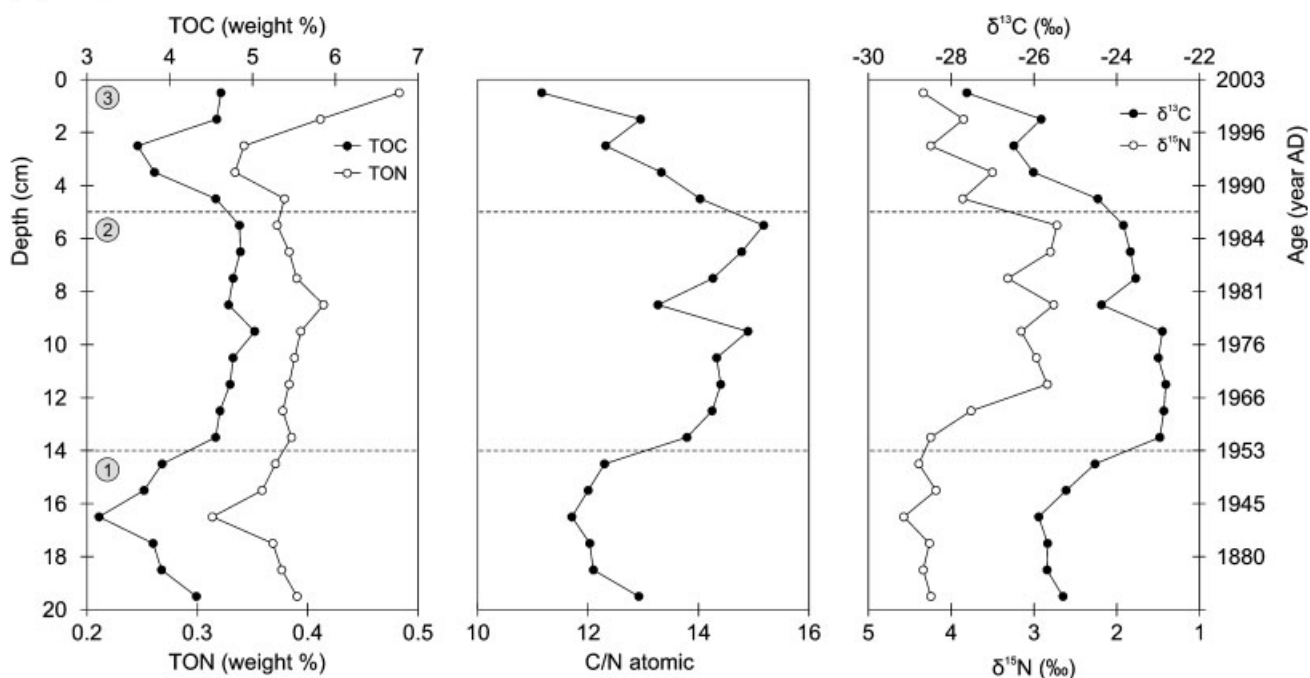 TOC (weight %)
3 4 5 6 7
δ¹³C (‰)
-30 -28 -26 -24 -22
0
2
4
6
8
10
12
14
16
18
20
Depth (cm)
3
2
1
TOC
TON
δ¹³C
δ¹⁵N
2003
1996
1990
1984
1981
1976
1966
1953
1945
1880
Age (year AD)
0.2 0.3 0.4 0.5
TON (weight %)
10 12 14 16
C/N atomic
5 4 3 2 1
δ¹⁵N (‰)